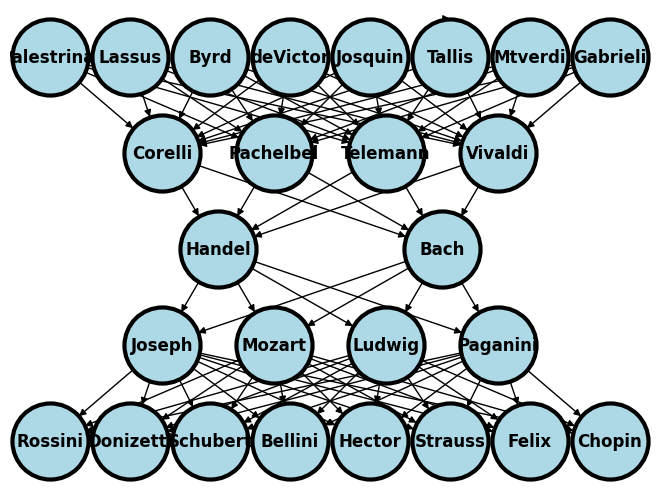 Palestrina Lassus Byrd deVictor Josquin Tallis Mtverdi Gabrieli
Corelli Pachelbel Telemann Vivaldi
Handel Bach
Joseph Mozart Ludwig Paganini
Rossini Donizetti Schubert Bellini Hector Strauss Felix Chopin